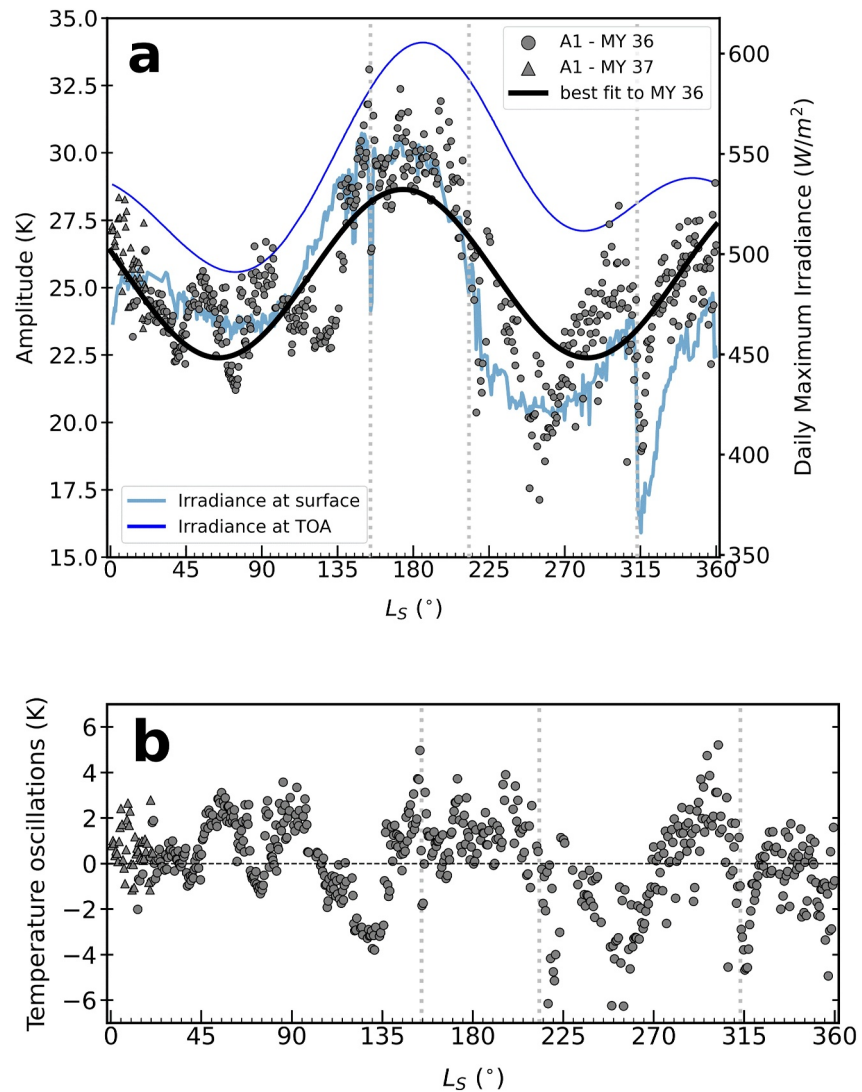 a
A1 - MY 36
A1 - MY 37
best fit to MY 36
Irradiance at surface
Irradiance at TOA
Amplitude (K)
35.0
32.5
30.0
27.5
25.0
22.5
20.0
17.5
15.0
Daily Maximum Irradiance (W/m²)
600
550
500
450
400
350
0 45 90 135 180 225 270 315 360
L_S (°)
b
Temperature oscillations (K)
6
4
2
0
−2
−4
−6
0 45 90 135 180 225 270 315 360
L_S (°)